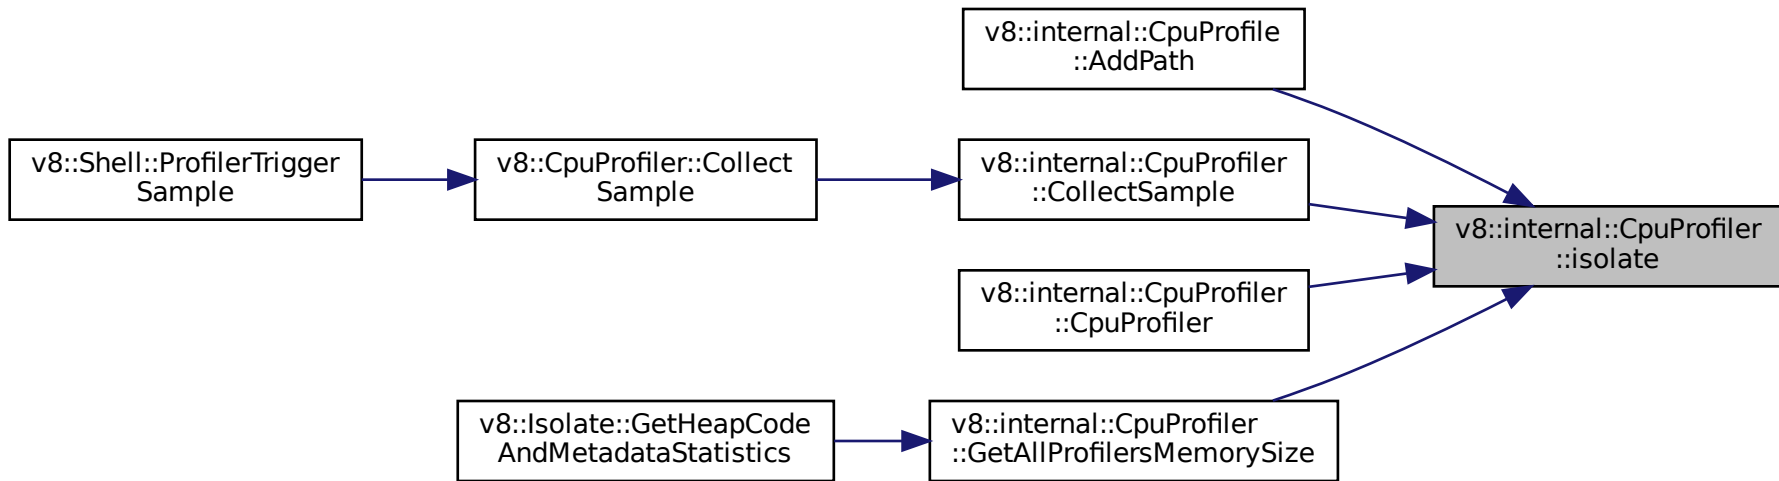 v8::internal::CpuProfile
::AddPath
v8::Shell::ProfilerTrigger
Sample
v8::CpuProfiler::Collect
Sample
v8::internal::CpuProfiler
::CollectSample
v8::internal::CpuProfiler
::isolate
v8::internal::CpuProfiler
::CpuProfiler
v8::Isolate::GetHeapCode
AndMetadataStatistics
v8::internal::CpuProfiler
::GetAllProfilersMemorySize